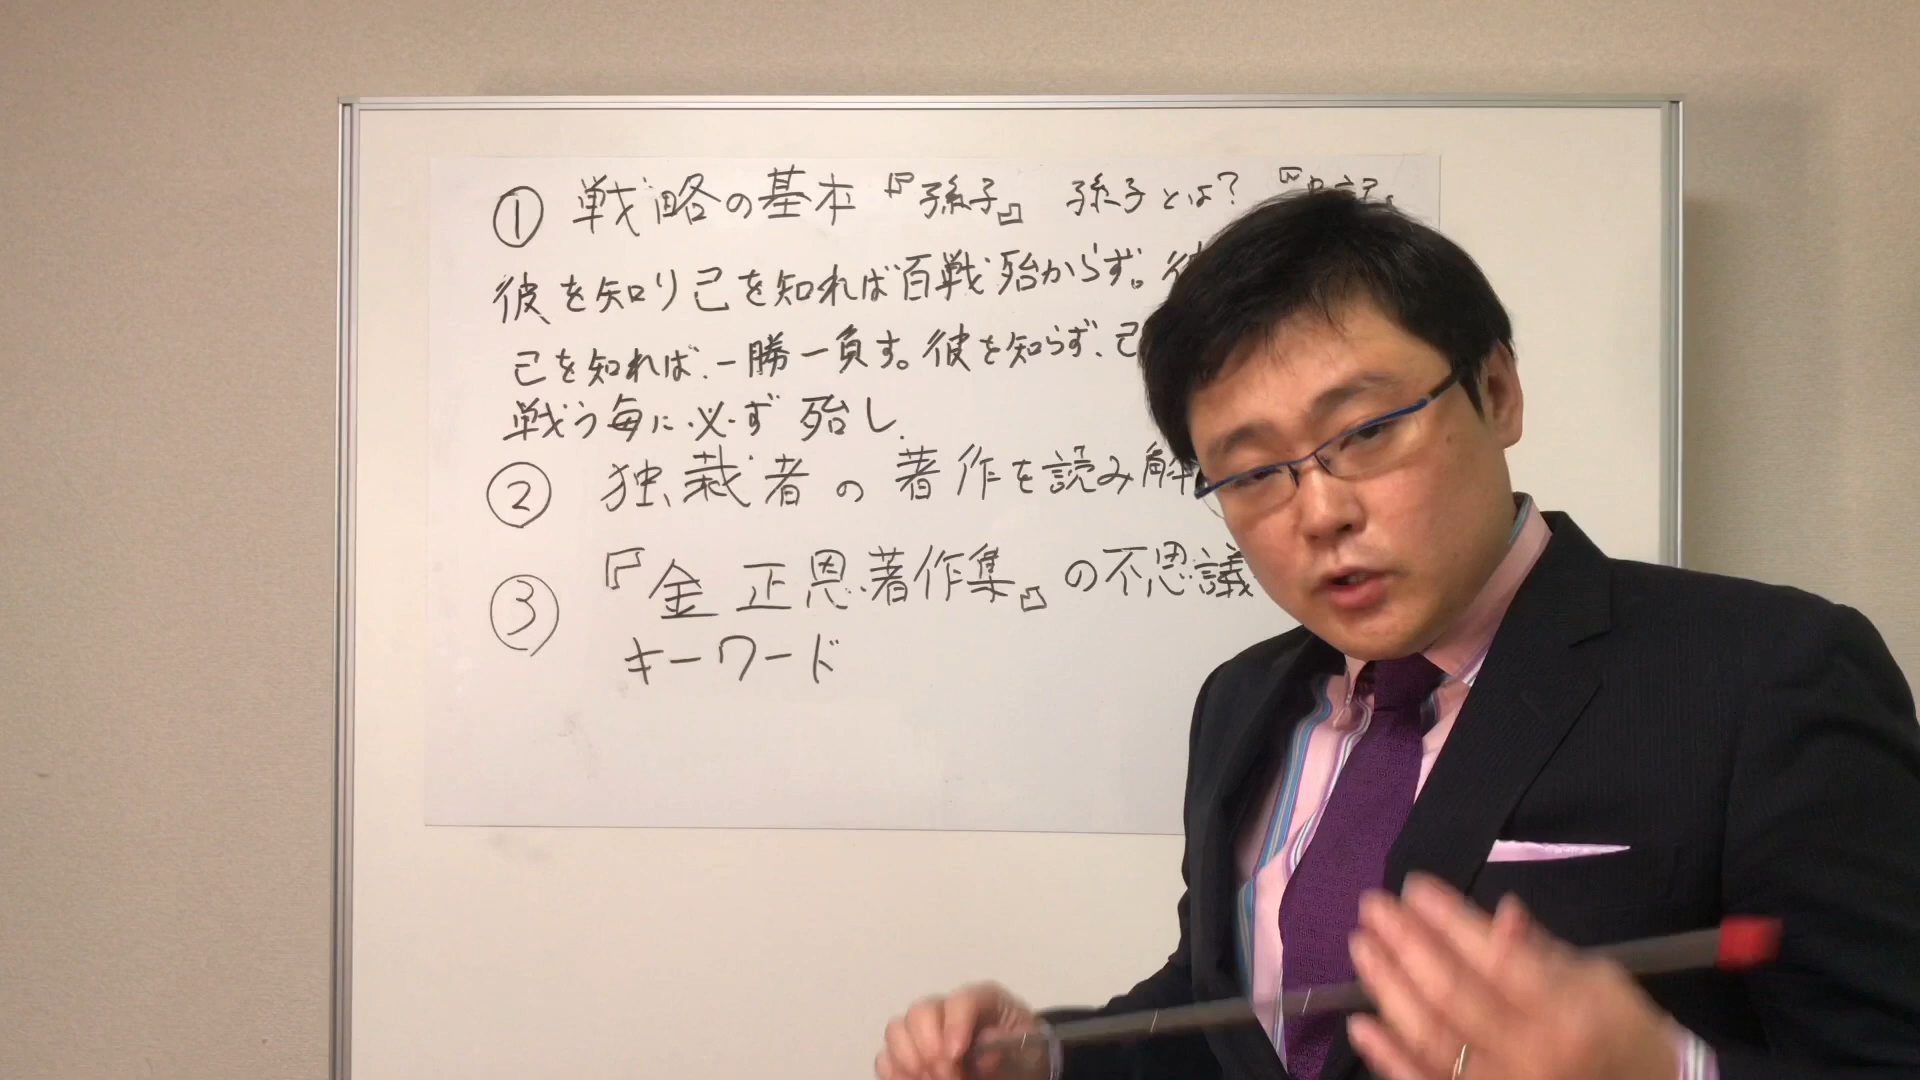 ① 戦略の基本『孫子』 孫子とは?
彼を知り己を知れば百戦殆からず。彼
己を知れば、一勝一負す。彼を知らず、己
戦う毎に必ず殆し
② 独裁者の著作を読み解
③ 『金正恩著作集』の不思議
キーワード